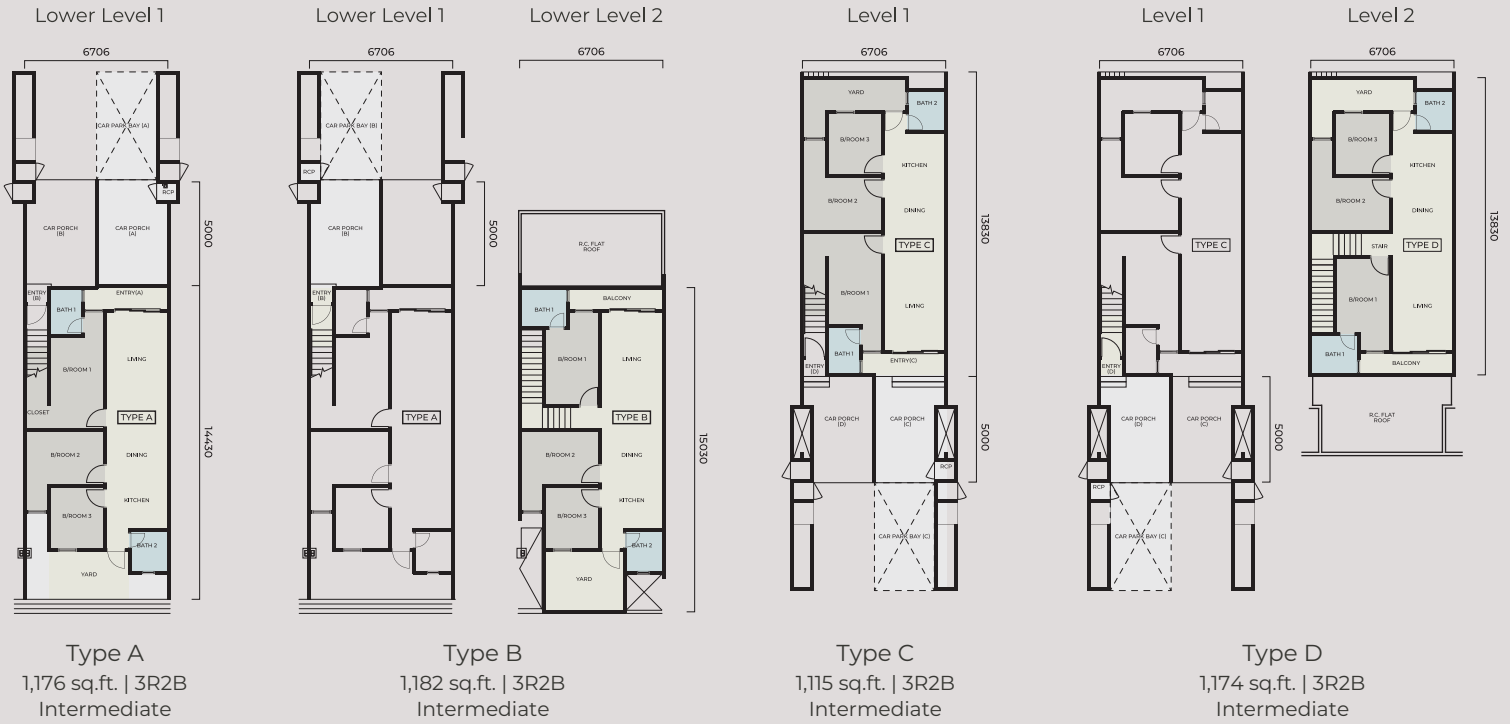 Lower Level 1
6706
CAR PARK BAY (A)
RCP
CAR PORCH
(B)
CAR PORCH
(A)
5000
ENTRY
(B)
ENTRY(A)
BATH 1
LIVING
B/ROOM 1
CLOSET
TYPE A
14430
B/ROOM 2
DINING
KITCHEN
B/ROOM 3
BATH 2
YARD
Type A
1,176 sq.ft. | 3R2B
Intermediate
Lower Level 1
6706
CAR PARK BAY (B)
RCP
CAR PORCH
(B)
5000
ENTRY
(B)
TYPE A
Lower Level 2
6706
R.C. FLAT
ROOF
BALCONY
BATH 1
B/ROOM 1
LIVING
TYPE B
15030
B/ROOM 2
DINING
KITCHEN
B/ROOM 3
BATH 2
YARD
Type B
1,182 sq.ft. | 3R2B
Intermediate
Level 1
6706
YARD
BATH 2
B/ROOM 3
KITCHEN
B/ROOM 2
DINING
13830
TYPE C
B/ROOM 1
LIVING
BATH 1
ENTRY(C)
ENTRY
(D)
CAR PORCH
(D)
CAR PORCH
(C)
5000
RCP
CAR PARK BAY (C)
Type C
1,115 sq.ft. | 3R2B
Intermediate
Level 1
6706
TYPE C
ENTRY
(D)
CAR PORCH
(D)
CAR PORCH
(C)
5000
RCP
CAR PARK BAY (C)
Level 2
6706
YARD
BATH 2
B/ROOM 3
KITCHEN
B/ROOM 2
DINING
13830
STAIR
TYPE D
B/ROOM 1
LIVING
BATH 1
BALCONY
R.C. FLAT
ROOF
Type D
1,174 sq.ft. | 3R2B
Intermediate